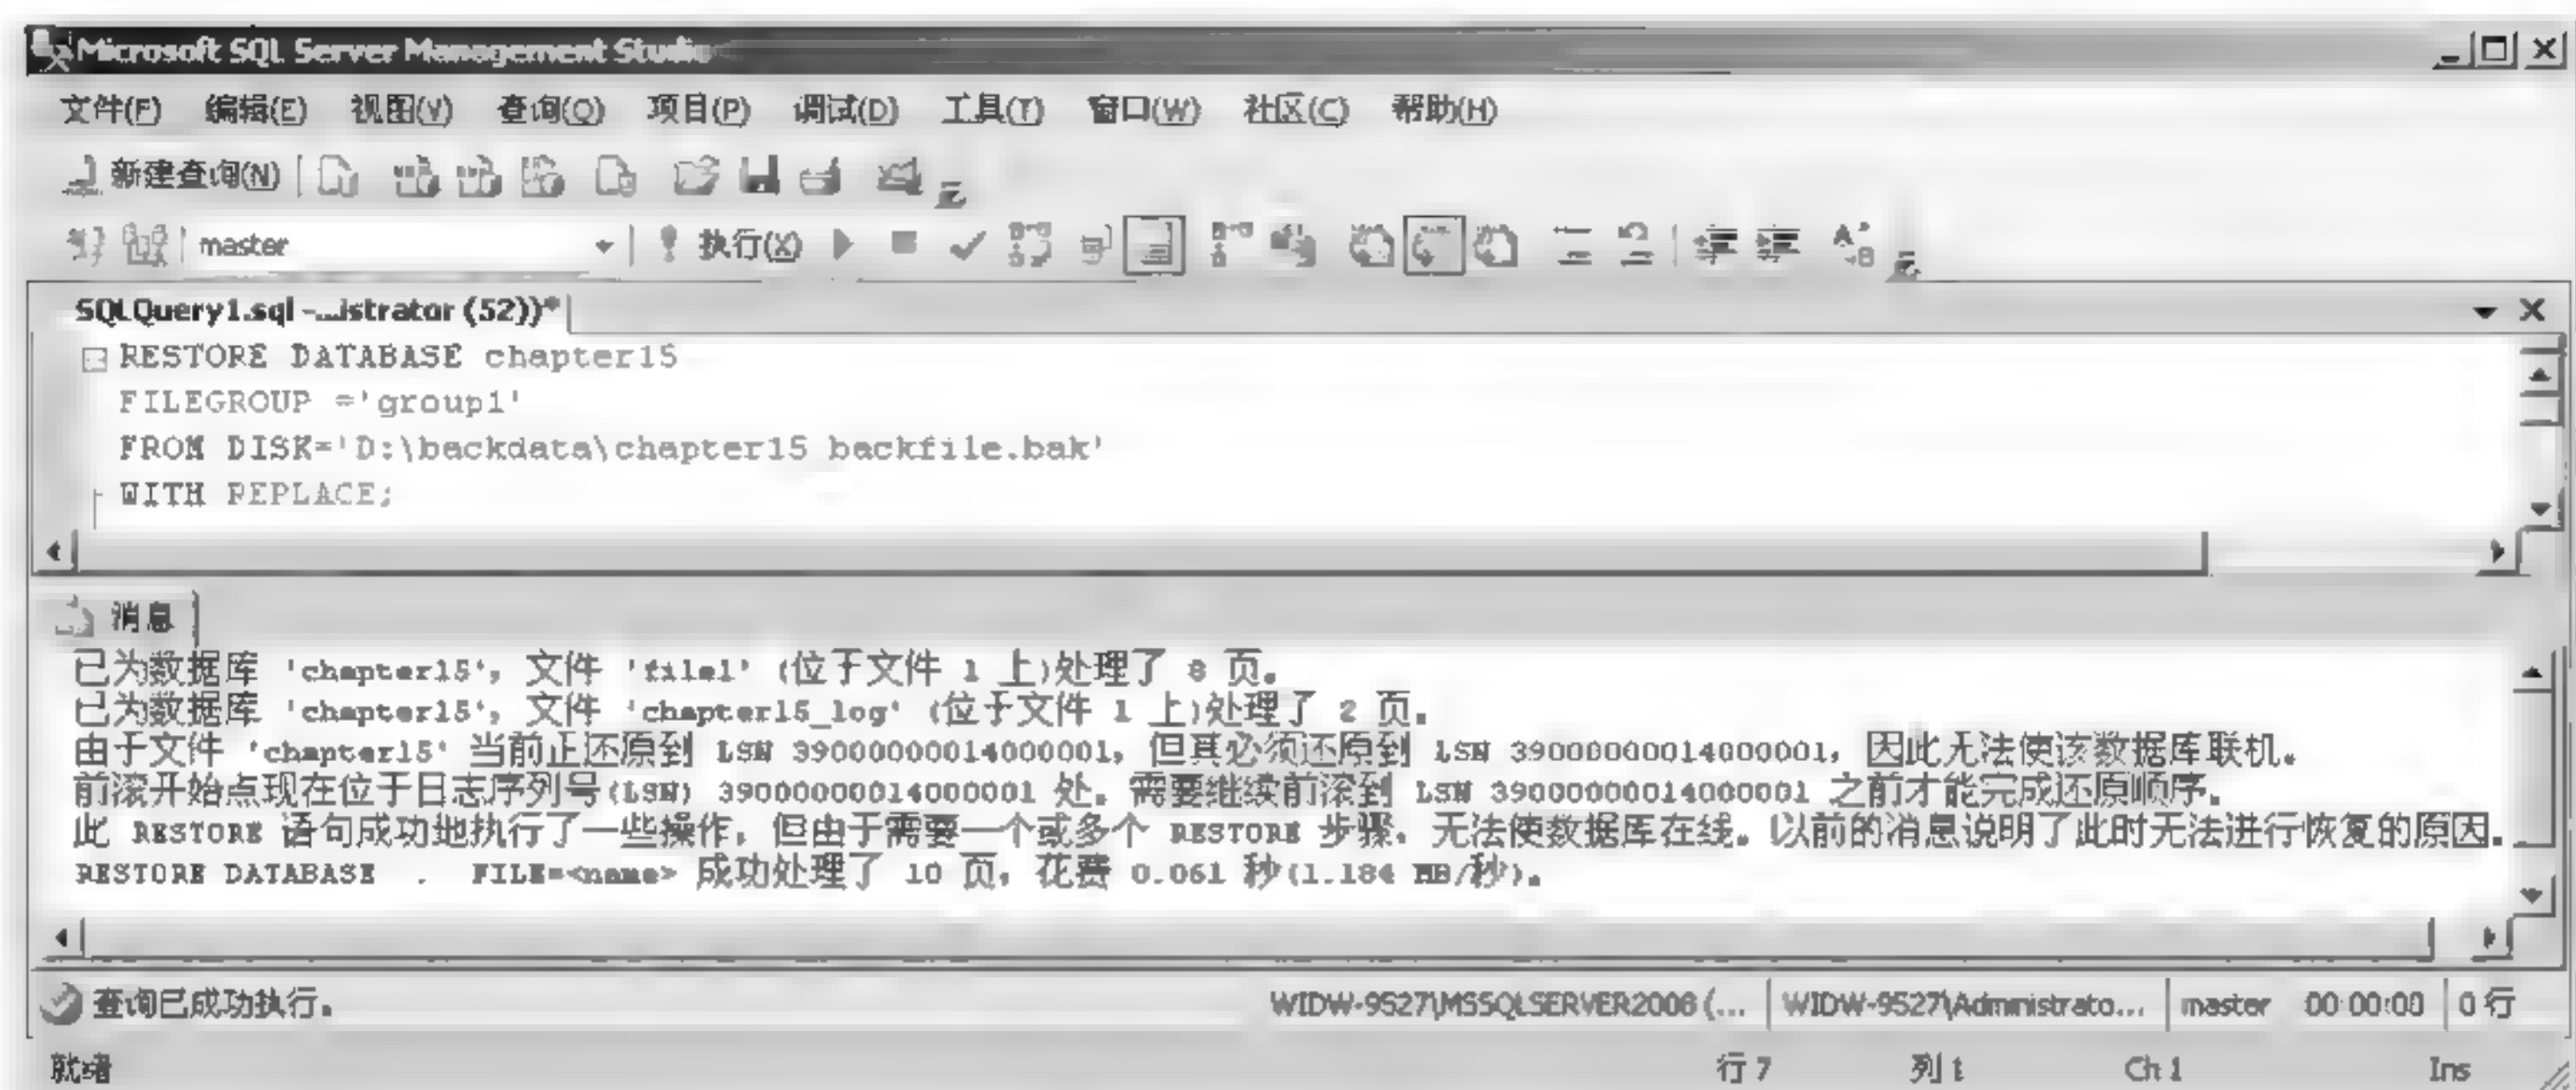 Microsoft SQL Server Management Studio
文件(F) 编辑(E) 视图(V) 查询(Q) 项目(P) 调试(D) 工具(T) 窗口(W) 社区(C) 帮助(H)
新建查询(N)
master 执行(X)
SQLQuery1.sql -...istrator (52))*
RESTORE DATABASE chapter15
FILEGROUP ='group1'
FROM DISK='D:\backdata\chapter15_backfile.bak'
WITH REPLACE;
消息
已为数据库 'chapter15'，文件 'file1' (位于文件 1 上)处理了 8 页。
已为数据库 'chapter15'，文件 'chapter15_log' (位于文件 1 上)处理了 2 页。
由于文件 'chapter15' 当前正还原到 LSN 39000000014000001，但其必须还原到 LSN 39000000014000001，因此无法使该数据库联机。
前滚开始点现在位于日志序列号(LSN) 39000000014000001 处。需要继续前滚到 LSN 39000000014000001 之前才能完成还原顺序。
此 RESTORE 语句成功地执行了一些操作，但由于需要一个或多个 RESTORE 步骤，无法使数据库在线。以前的消息说明了此时无法进行恢复的原因。
RESTORE DATABASE ... FILE=<name> 成功处理了 10 页，花费 0.061 秒(1.184 MB/秒)。
查询已成功执行。 WIDW-9527\MSSQLSERVER2008 (... WIDW-9527\Administrato... master 00:00:00 0 行
就绪 行 7 列 1 Ch 1 Ins